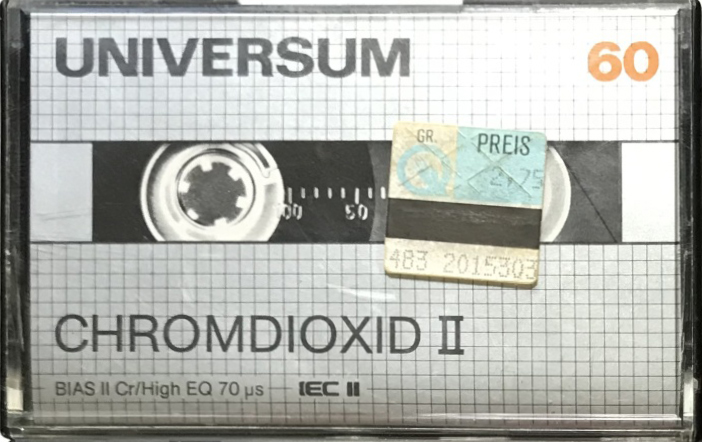 UNIVERSUM 60
GR. PREIS
2,75
100 50
483 2015303
CHROMDIOXID II
BIAS II Cr/High EQ 70 µs IEC II